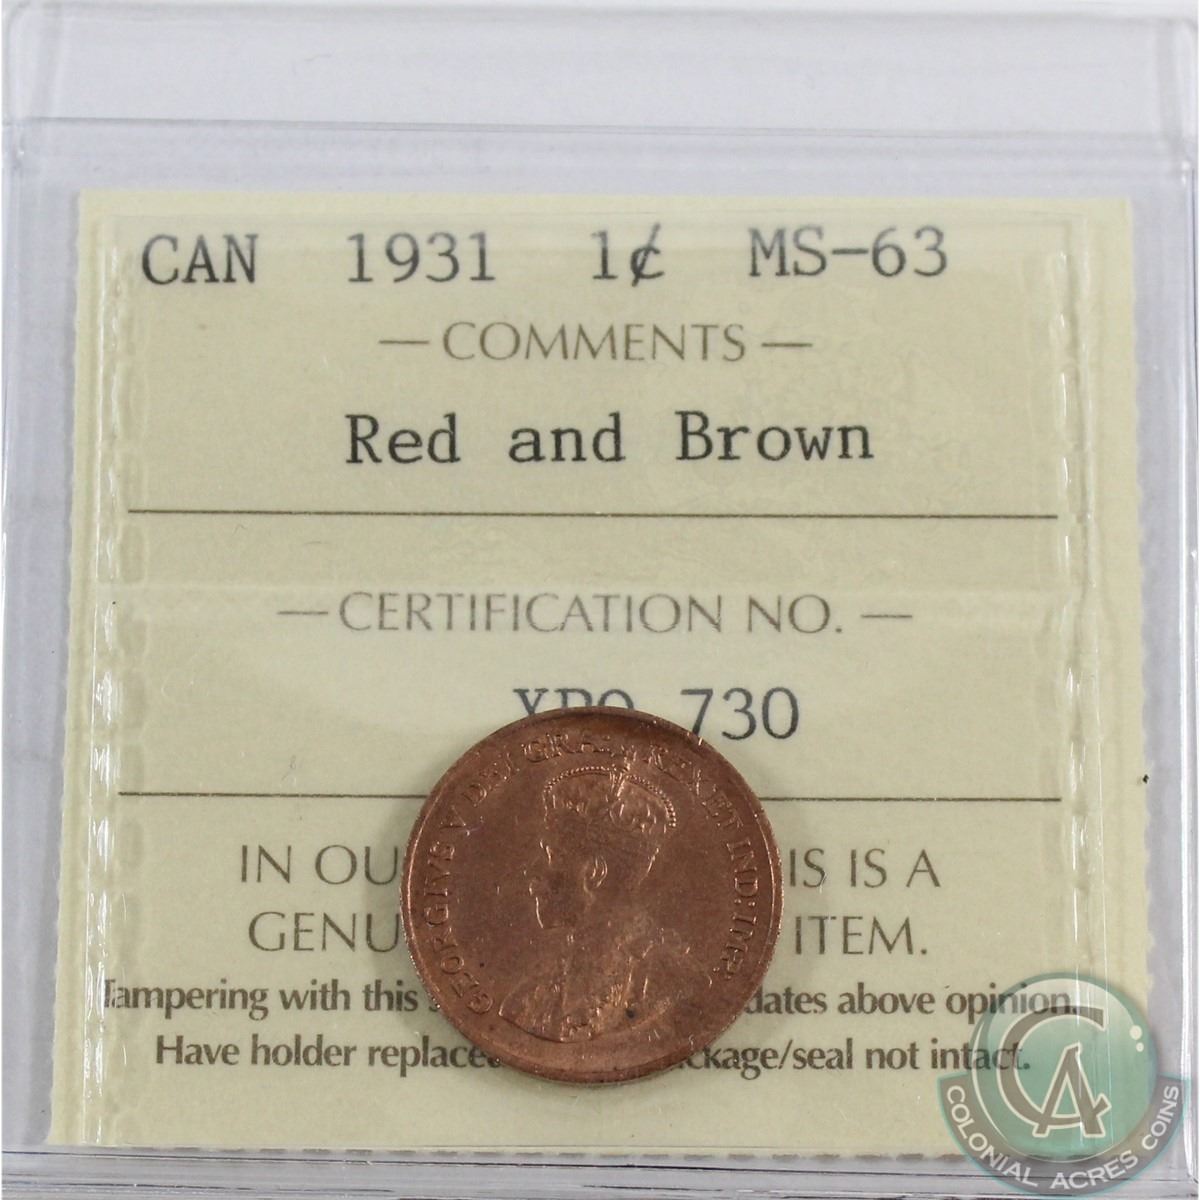 CAN 1931 1¢ MS-63
— COMMENTS —
Red and Brown
— CERTIFICATION NO. —
730
IN OU IS IS A
GENU ITEM.
Tampering with this dates above opinion.
Have holder replace ckage/seal not intact.
GEORGIVS V DEI GRA: REX ET IND: IMP:
CA
COLONIAL ACRES COINS